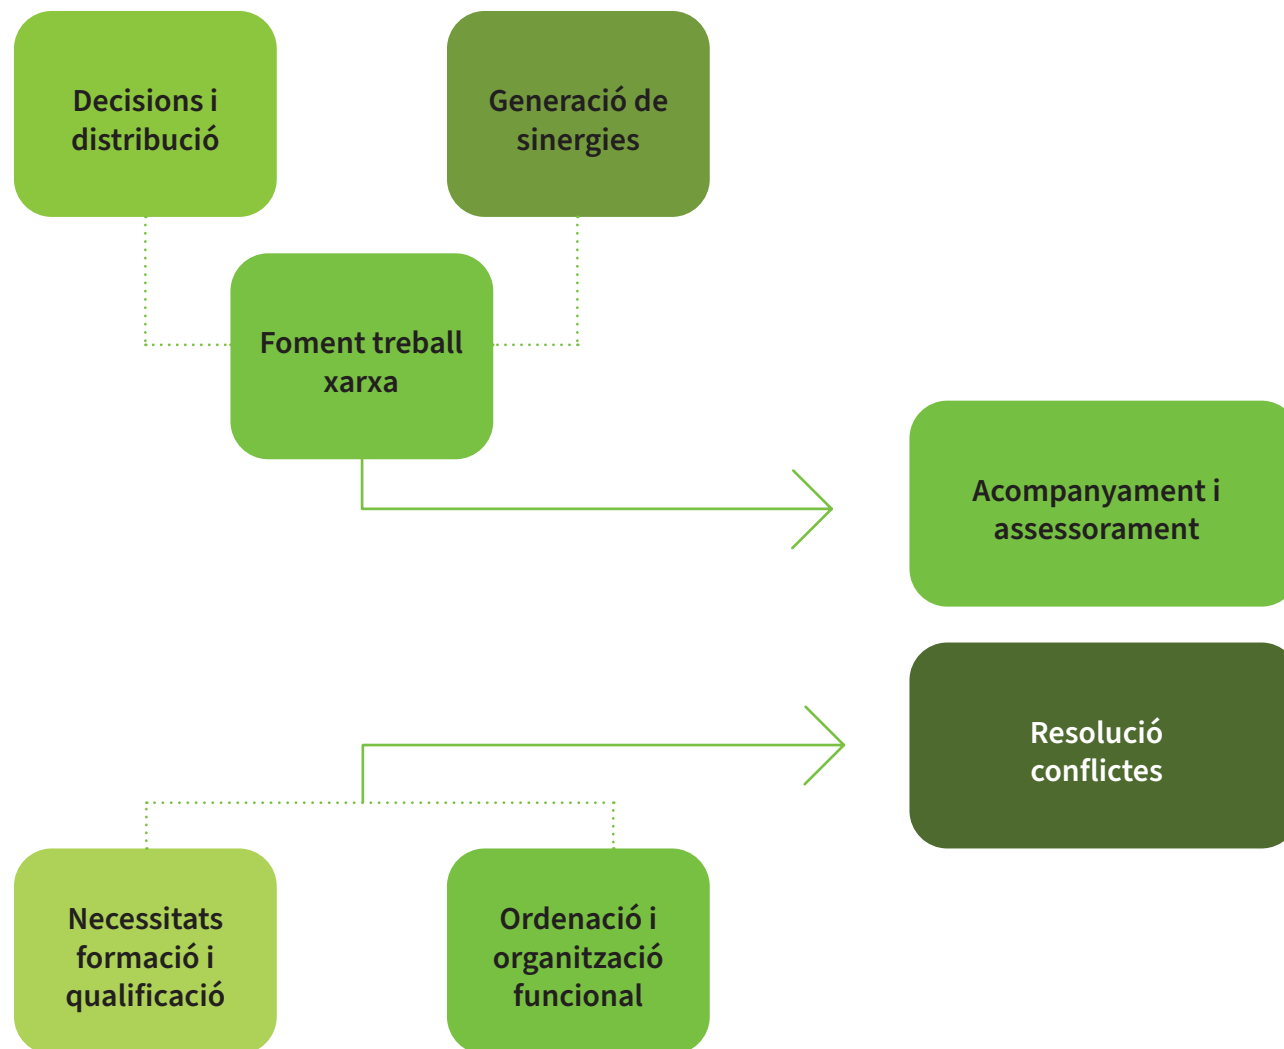 Decisions i
distribució
Generació de
sinergies
Foment treball
xarxa
Acompanyament i
assessorament
Resolució
conflictes
Necessitats
formació i
qualificació
Ordenació i
organització
funcional